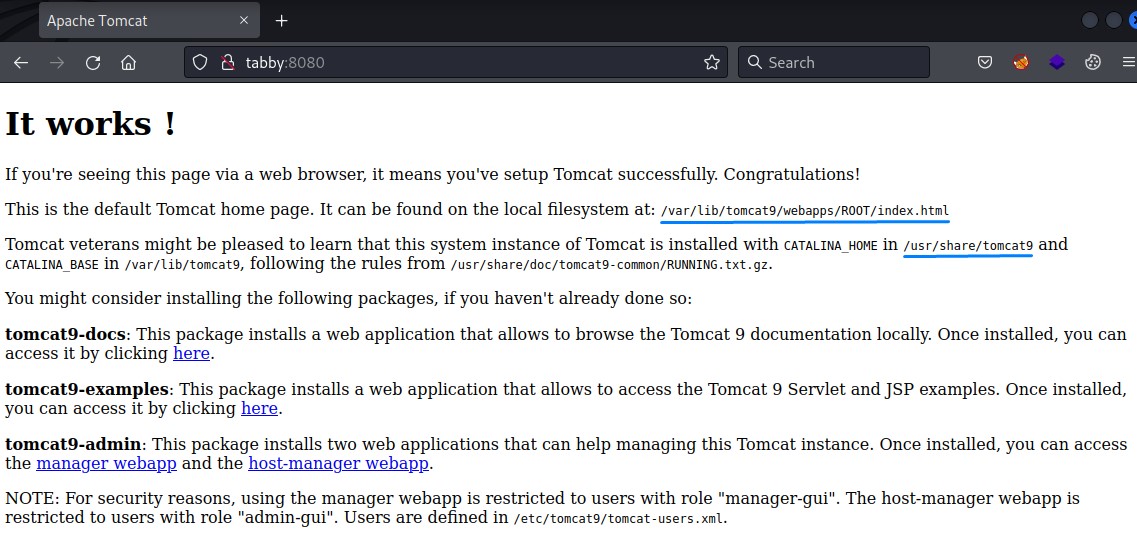 Apache Tomcat
tabby:8080
Search
It works !
If you're seeing this page via a web browser, it means you've setup Tomcat successfully. Congratulations!
This is the default Tomcat home page. It can be found on the local filesystem at: /var/lib/tomcat9/webapps/ROOT/index.html
Tomcat veterans might be pleased to learn that this system instance of Tomcat is installed with CATALINA_HOME in /usr/share/tomcat9 and
CATALINA_BASE in /var/lib/tomcat9, following the rules from /usr/share/doc/tomcat9-common/RUNNING.txt.gz.
You might consider installing the following packages, if you haven't already done so:
tomcat9-docs: This package installs a web application that allows to browse the Tomcat 9 documentation locally. Once installed, you can
access it by clicking here.
tomcat9-examples: This package installs a web application that allows to access the Tomcat 9 Servlet and JSP examples. Once installed,
you can access it by clicking here.
tomcat9-admin: This package installs two web applications that can help managing this Tomcat instance. Once installed, you can access
the manager webapp and the host-manager webapp.
NOTE: For security reasons, using the manager webapp is restricted to users with role "manager-gui". The host-manager webapp is
restricted to users with role "admin-gui". Users are defined in /etc/tomcat9/tomcat-users.xml.